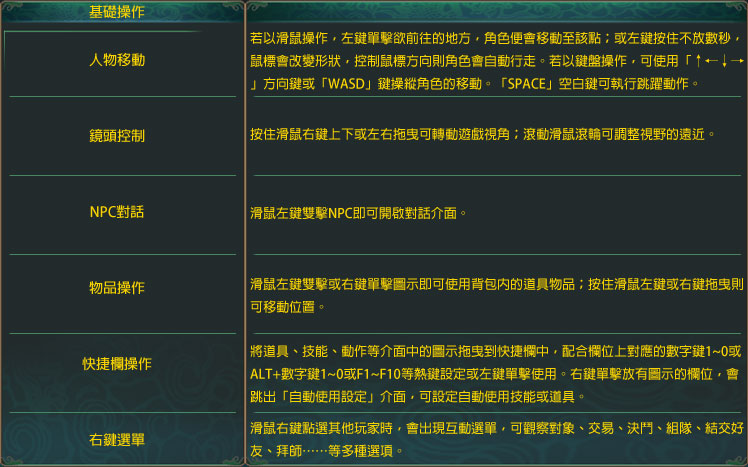 基礎操作
人物移動
若以滑鼠操作，左鍵單擊欲前往的地方，角色便會移動至該點；或左鍵按住不放數秒，
鼠標會改變形狀，控制鼠標方向則角色會自動行走。若以鍵盤操作，可使用「↑←↓→
」方向鍵或「WASD」鍵操縱角色的移動。「SPACE」空白鍵可執行跳躍動作。
鏡頭控制
按住滑鼠右鍵上下或左右拖曳可轉動遊戲視角；滾動滑鼠滾輪可調整視野的遠近。
NPC對話
滑鼠左鍵雙擊NPC即可開啟對話介面。
物品操作
滑鼠左鍵雙擊或右鍵單擊圖示即可使用背包內的道具物品；按住滑鼠左鍵或右鍵拖曳則
可移動位置。
快捷欄操作
將道具、技能、動作等介面中的圖示拖曳到快捷欄中，配合欄位上對應的數字鍵1~0或
ALT+數字鍵1~0或F1~F10等熱鍵設定或左鍵單擊使用。右鍵單擊放有圖示的欄位，會
跳出「自動使用設定」介面，可設定自動使用技能或道具。
右鍵選單
滑鼠右鍵點選其他玩家時，會出現互動選單，可觀察對象、交易、決鬥、組隊、結交好
友、拜師……等多種選項。